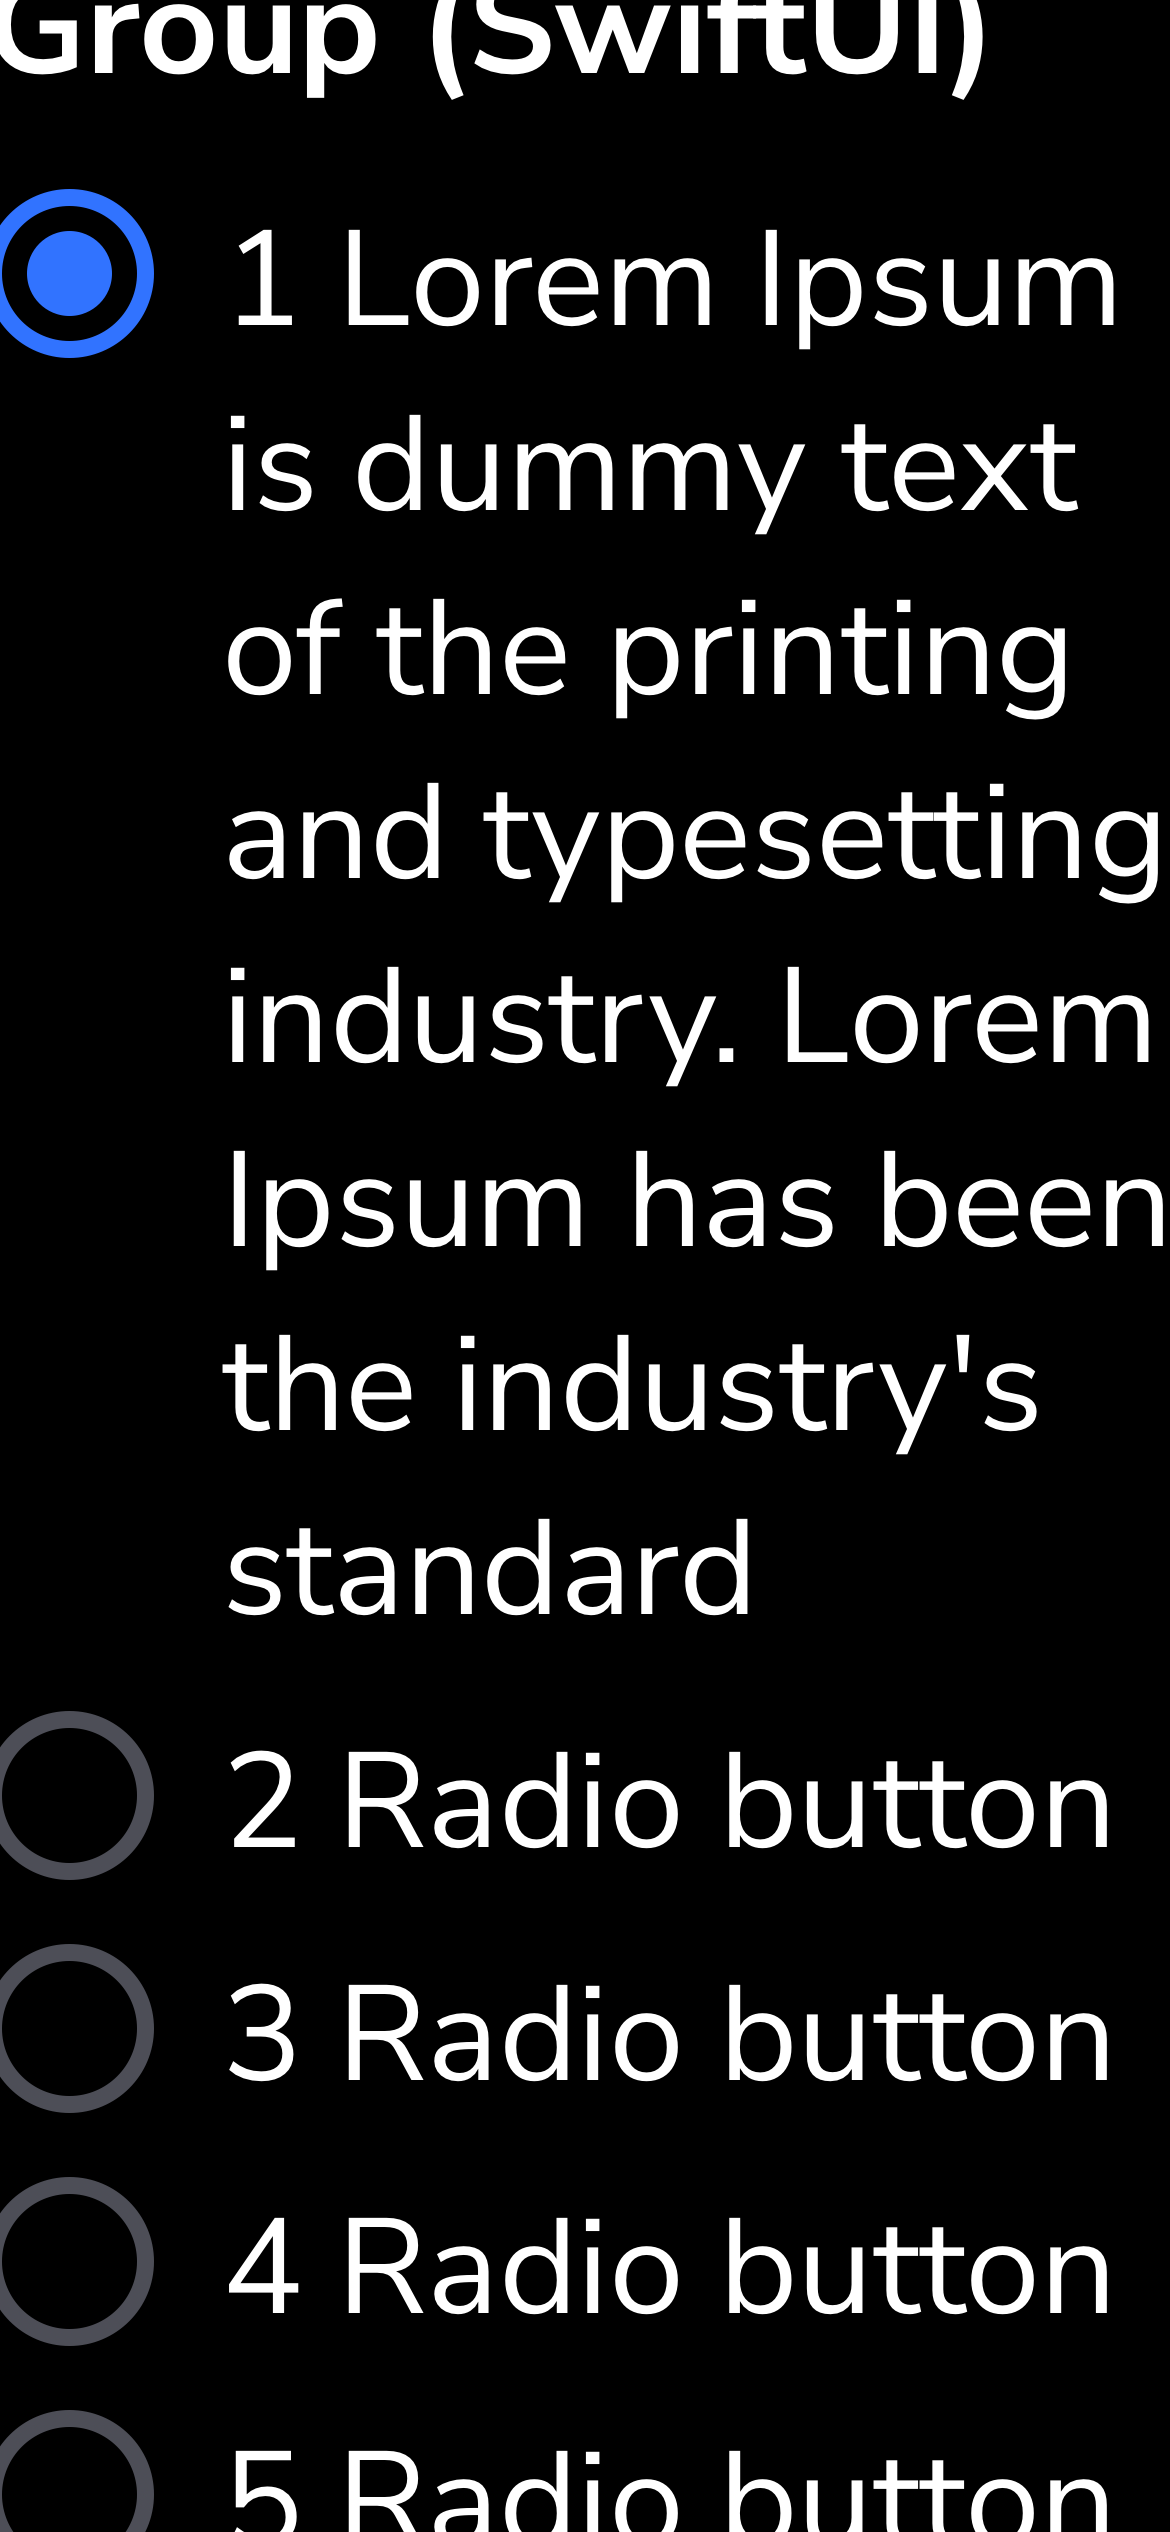 Group (SwiftUI)
1 Lorem Ipsum
is dummy text
of the printing
and typesetting
industry. Lorem
Ipsum has been
the industry's
standard
2 Radio button
3 Radio button
4 Radio button
5 Radio button